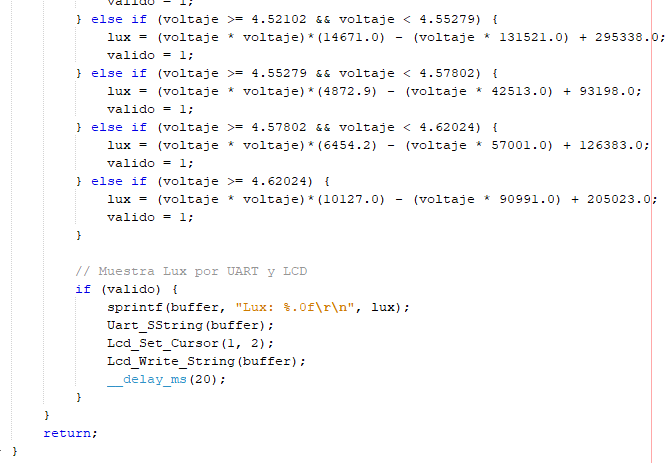 valido = 1;
} else if (voltaje >= 4.52102 && voltaje < 4.55279) {
lux = (voltaje * voltaje)*(14671.0) - (voltaje * 131521.0) + 295338.0;
valido = 1;
} else if (voltaje >= 4.55279 && voltaje < 4.57802) {
lux = (voltaje * voltaje)*(4872.9) - (voltaje * 42513.0) + 93198.0;
valido = 1;
} else if (voltaje >= 4.57802 && voltaje < 4.62024) {
lux = (voltaje * voltaje)*(6454.2) - (voltaje * 57001.0) + 126383.0;
valido = 1;
} else if (voltaje >= 4.62024) {
lux = (voltaje * voltaje)*(10127.0) - (voltaje * 90991.0) + 205023.0;
valido = 1;
}
// Muestra Lux por UART y LCD
if (valido) {
sprintf(buffer, "Lux: %.0f\r\n", lux);
Uart_SString(buffer);
Lcd_Set_Cursor(1, 2);
Lcd_Write_String(buffer);
__delay_ms(20);
}
}
return;
}